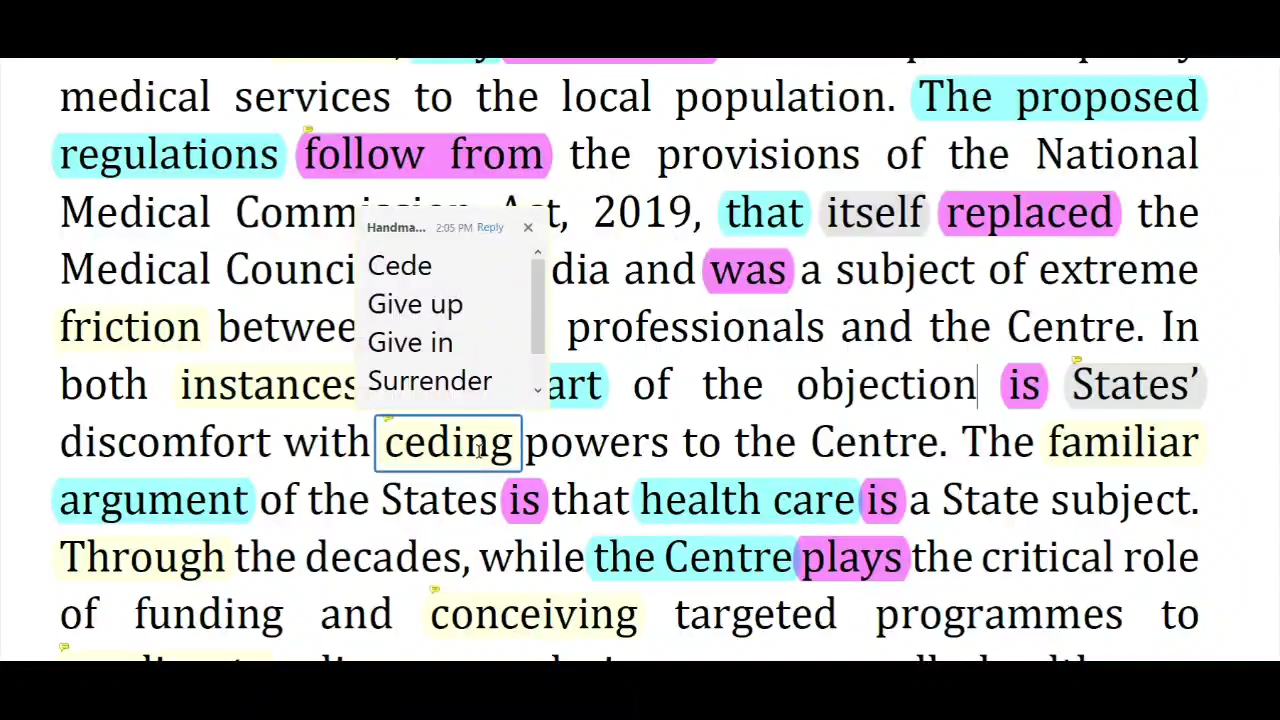 medical services to the local population. The proposed
regulations follow from the provisions of the National
Medical Commission Act, 2019, that itself replaced the
Medical Counci dia and was a subject of extreme
friction betwee professionals and the Centre. In
both instances art of the objection is States’
discomfort with ceding powers to the Centre. The familiar
argument of the States is that health care is a State subject.
Through the decades, while the Centre plays the critical role
of funding and conceiving targeted programmes to
Handma... 2:05 PM Reply
Cede
Give up
Give in
Surrender